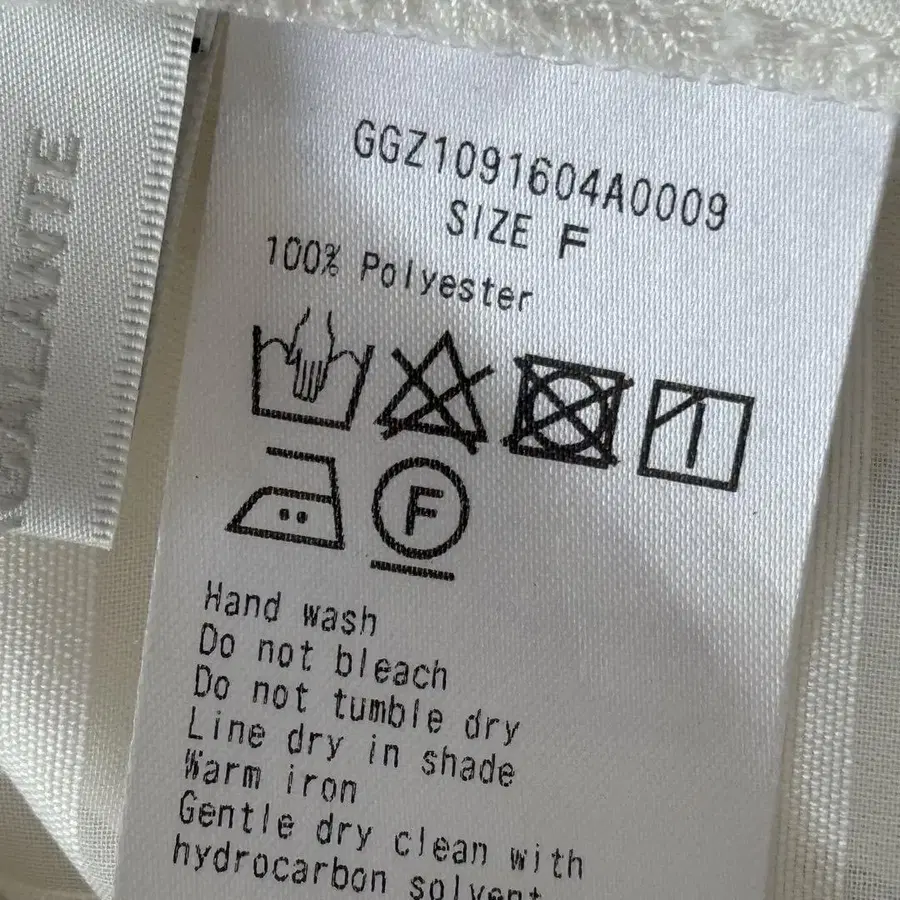 GALANTE
GGZ1091604A0009
SIZE F
100% Polyester
F
Hand wash
Do not bleach
Do not tumble dry
Line dry in shade
Warm iron
Gentle dry clean with
hydrocarbon solvent